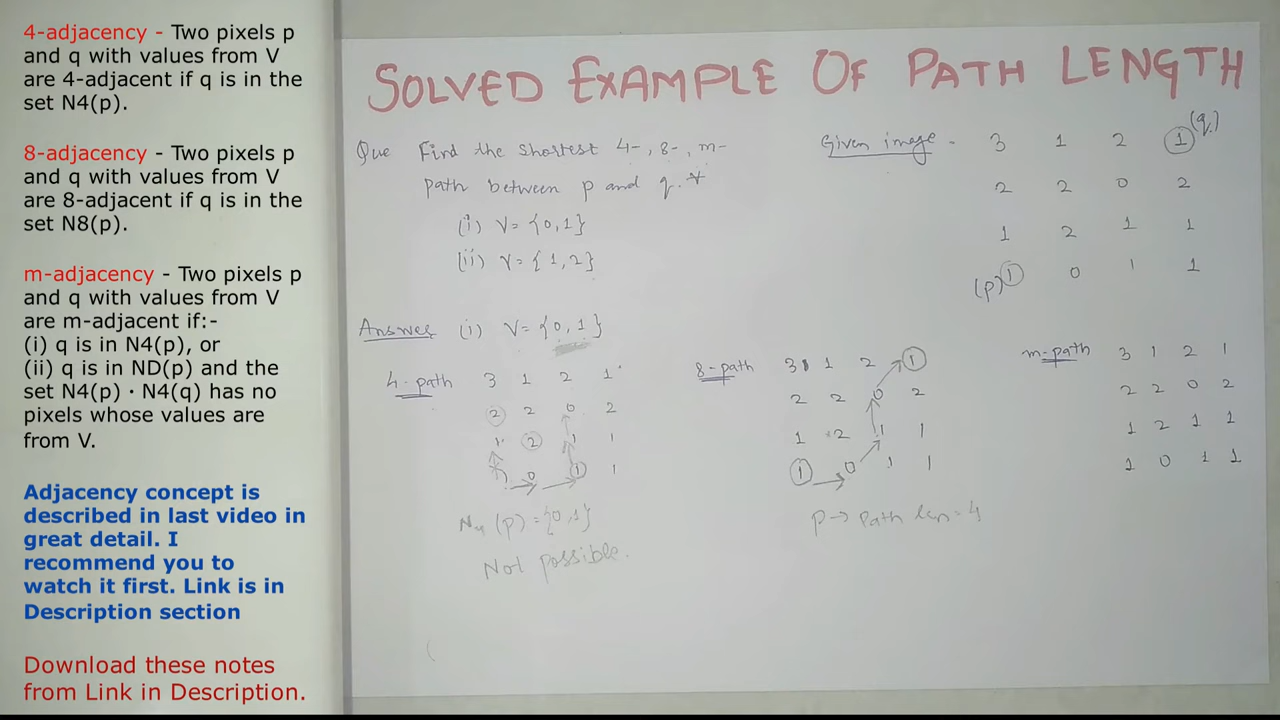 4-adjacency - Two pixels p
and q with values from V
are 4-adjacent if q is in the
set N4(p).
8-adjacency - Two pixels p
and q with values from V
are 8-adjacent if q is in the
set N8(p).
m-adjacency - Two pixels p
and q with values from V
are m-adjacent if:-
(i) q is in N4(p), or
(ii) q is in ND(p) and the
set N4(p) · N4(q) has no
pixels whose values are
from V.
Adjacency concept is
described in last video in
great detail. I
recommend you to
watch it first. Link is in
Description section
Download these notes
from Link in Description.
SOLVED EXAMPLE OF PATH LENGTH
Que Find the shortest 4-, 8-, m-
path between p and q.
(i) V = {0,1}
(ii) V = { 1, 2}
Given image - 3 1 2 1 (q)
2 2 0 2
1 2 1 1
(p) 1 0 1 1
Answer (i) V = {0, 1}
4-path 3 1 2 1
2 2 0 2
1 2 1 1
1 0 1 1
N4 (p) = {0,1}
Not possible.
8-path 3 1 2 1
2 2 0 2
1 2 1 1
1 0 1 1
p → Path len = 4
m-path 3 1 2 1
2 2 0 2
1 2 1 1
1 0 1 1